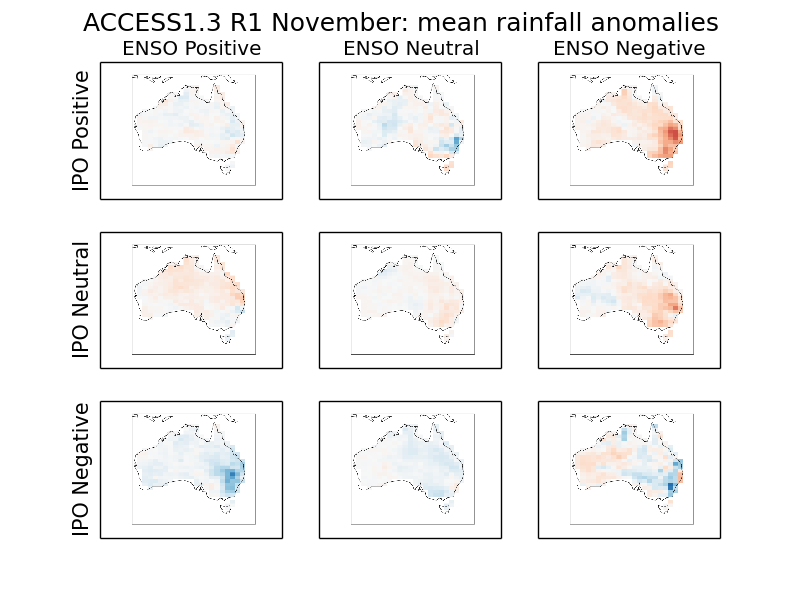 ACCESS1.3 R1 November: mean rainfall anomalies
ENSO Positive
ENSO Neutral
ENSO Negative
IPO Positive
IPO Neutral
IPO Negative